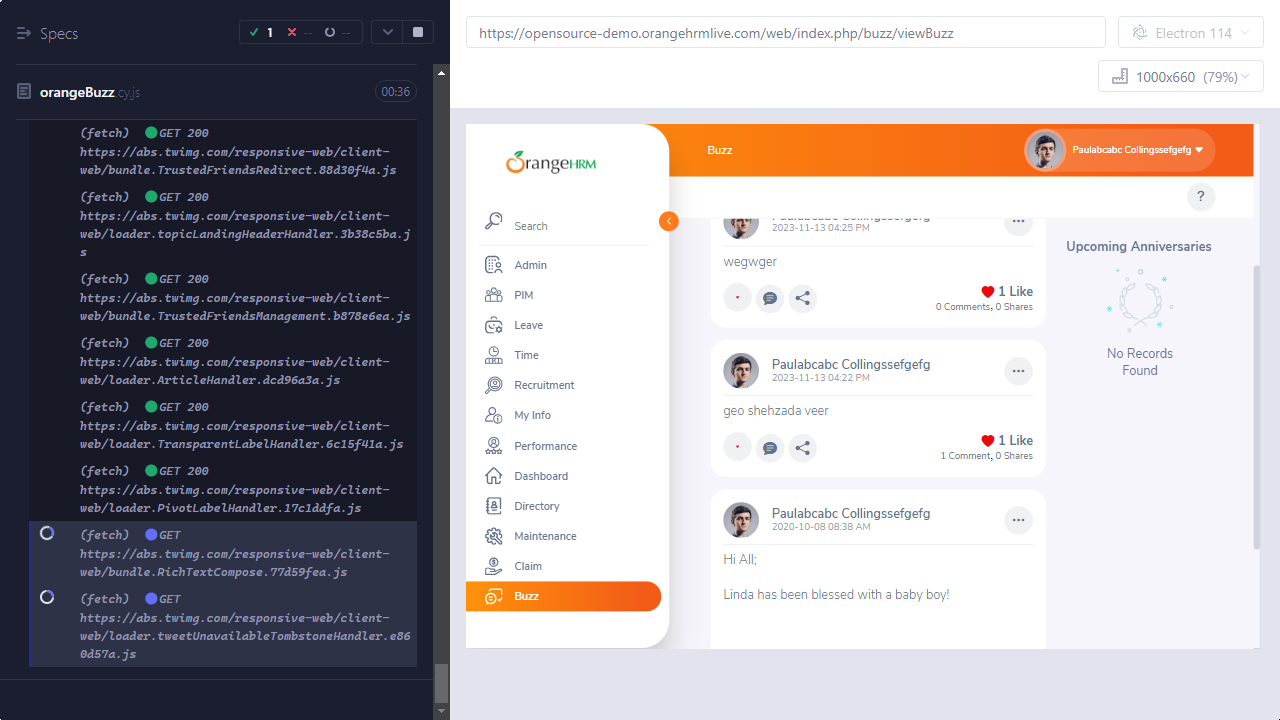 Specs
1
--
--
orangeBuzz.cy.js
00:36
(fetch) GET 200
https://abs.twimg.com/responsive-web/client-
web/bundle.TrustedFriendsRedirect.88d30f4a.js
(fetch) GET 200
https://abs.twimg.com/responsive-web/client-
web/loader.topicLandingHeaderHandler.3b38c5ba.j
s
(fetch) GET 200
https://abs.twimg.com/responsive-web/client-
web/bundle.TrustedFriendsManagement.b878e6ea.js
(fetch) GET 200
https://abs.twimg.com/responsive-web/client-
web/loader.ArticleHandler.dcd96a3a.js
(fetch) GET 200
https://abs.twimg.com/responsive-web/client-
web/loader.TransparentLabelHandler.6c15f41a.js
(fetch) GET 200
https://abs.twimg.com/responsive-web/client-
web/loader.PivotLabelHandler.17c1ddfa.js
(fetch) GET
https://abs.twimg.com/responsive-web/client-
web/bundle.RichTextCompose.77d59fea.js
(fetch) GET
https://abs.twimg.com/responsive-web/client-
web/loader.tweetUnavailableTombstoneHandler.e86
0d57a.js
https://opensource-demo.orangehrmlive.com/web/index.php/buzz/viewBuzz
Electron 114
1000x660 (79%)
OrangeHRM
Search
Admin
PIM
Leave
Time
Recruitment
My Info
Performance
Dashboard
Directory
Maintenance
Claim
Buzz
Buzz
Paulabcabc Collingssefgefg
?
Paulabcabc Collingssefgefg
2023-11-13 04:25 PM
wegwger
1 Like
0 Comments, 0 Shares
Paulabcabc Collingssefgefg
2023-11-13 04:22 PM
geo shehzada veer
1 Like
1 Comment, 0 Shares
Paulabcabc Collingssefgefg
2020-10-08 08:38 AM
Hi All;
Linda has been blessed with a baby boy!
Upcoming Anniversaries
No Records
Found